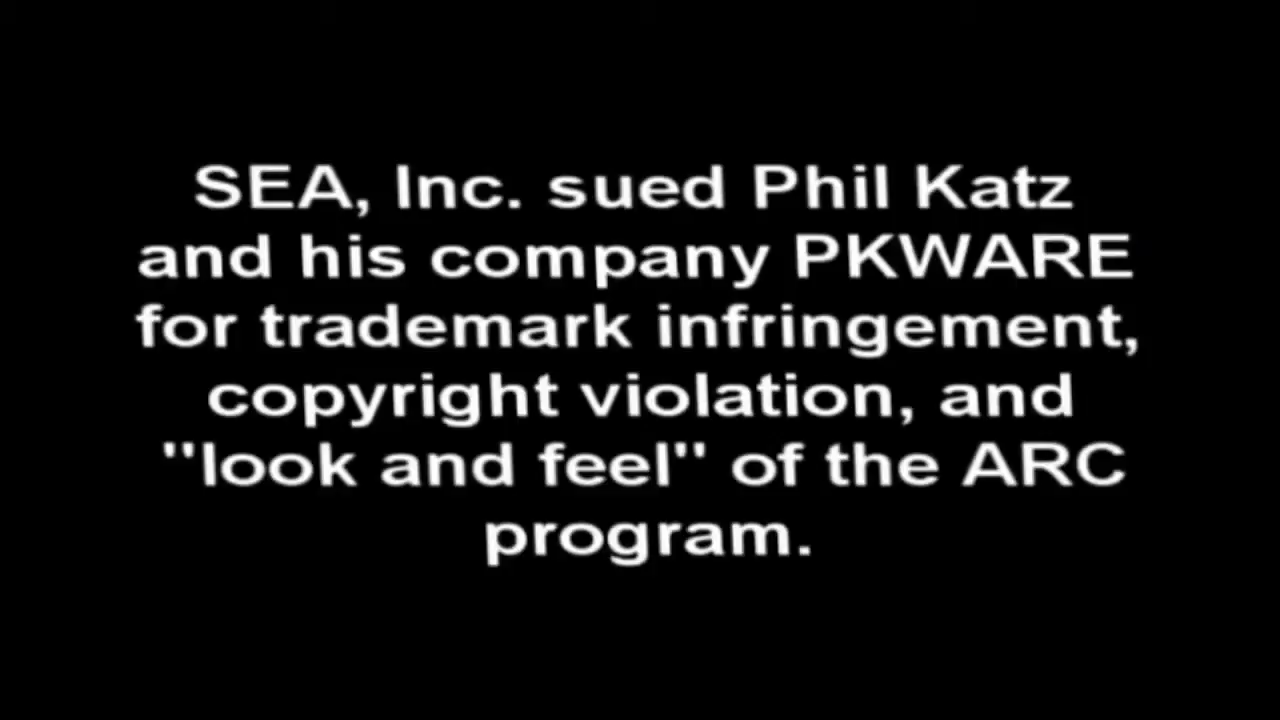 SEA, Inc. sued Phil Katz
and his company PKWARE
for trademark infringement,
copyright violation, and
"look and feel" of the ARC
program.